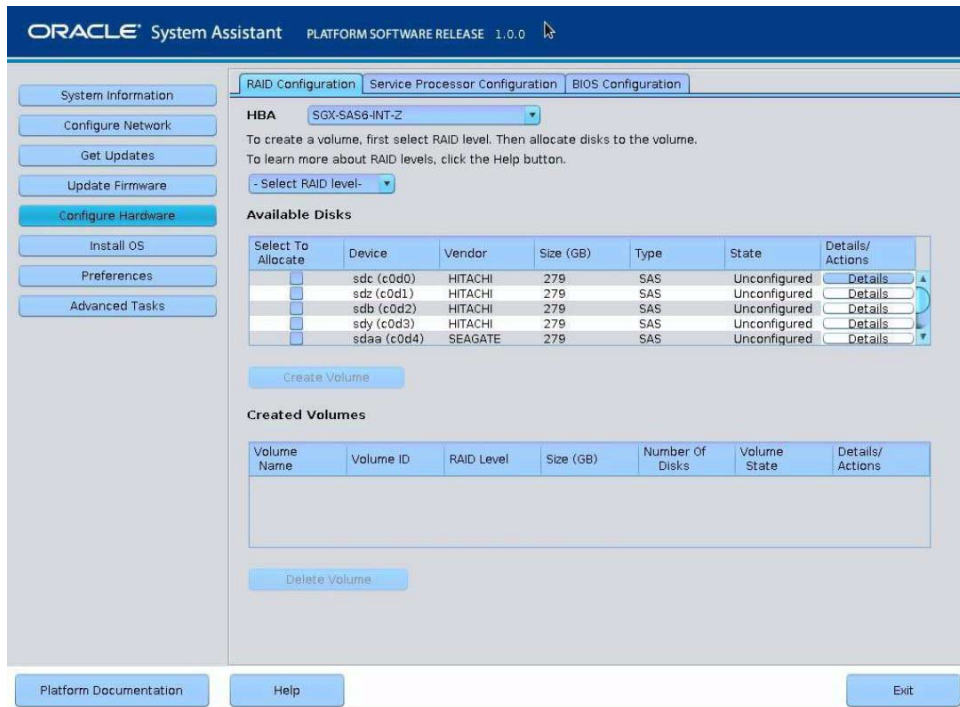 ORACLE System Assistant PLATFORM SOFTWARE RELEASE 1.0.0
System Information
Configure Network
Get Updates
Update Firmware
Configure Hardware
Install OS
Preferences
Advanced Tasks
RAID Configuration Service Processor Configuration BIOS Configuration
HBA SGX-SAS6-INT-Z
To create a volume, first select RAID level. Then allocate disks to the volume.
To learn more about RAID levels, click the Help button.
- Select RAID level-
Available Disks
Select To Allocate Device Vendor Size (GB) Type State Details/ Actions
sdc (c0d0) HITACHI 279 SAS Unconfigured Details
sdz (c0d1) HITACHI 279 SAS Unconfigured Details
sdb (c0d2) HITACHI 279 SAS Unconfigured Details
sdy (c0d3) HITACHI 279 SAS Unconfigured Details
sdaa (c0d4) SEAGATE 279 SAS Unconfigured Details
Create Volume
Created Volumes
Volume Name Volume ID RAID Level Size (GB) Number Of Disks Volume State Details/ Actions
Delete Volume
Platform Documentation Help Exit